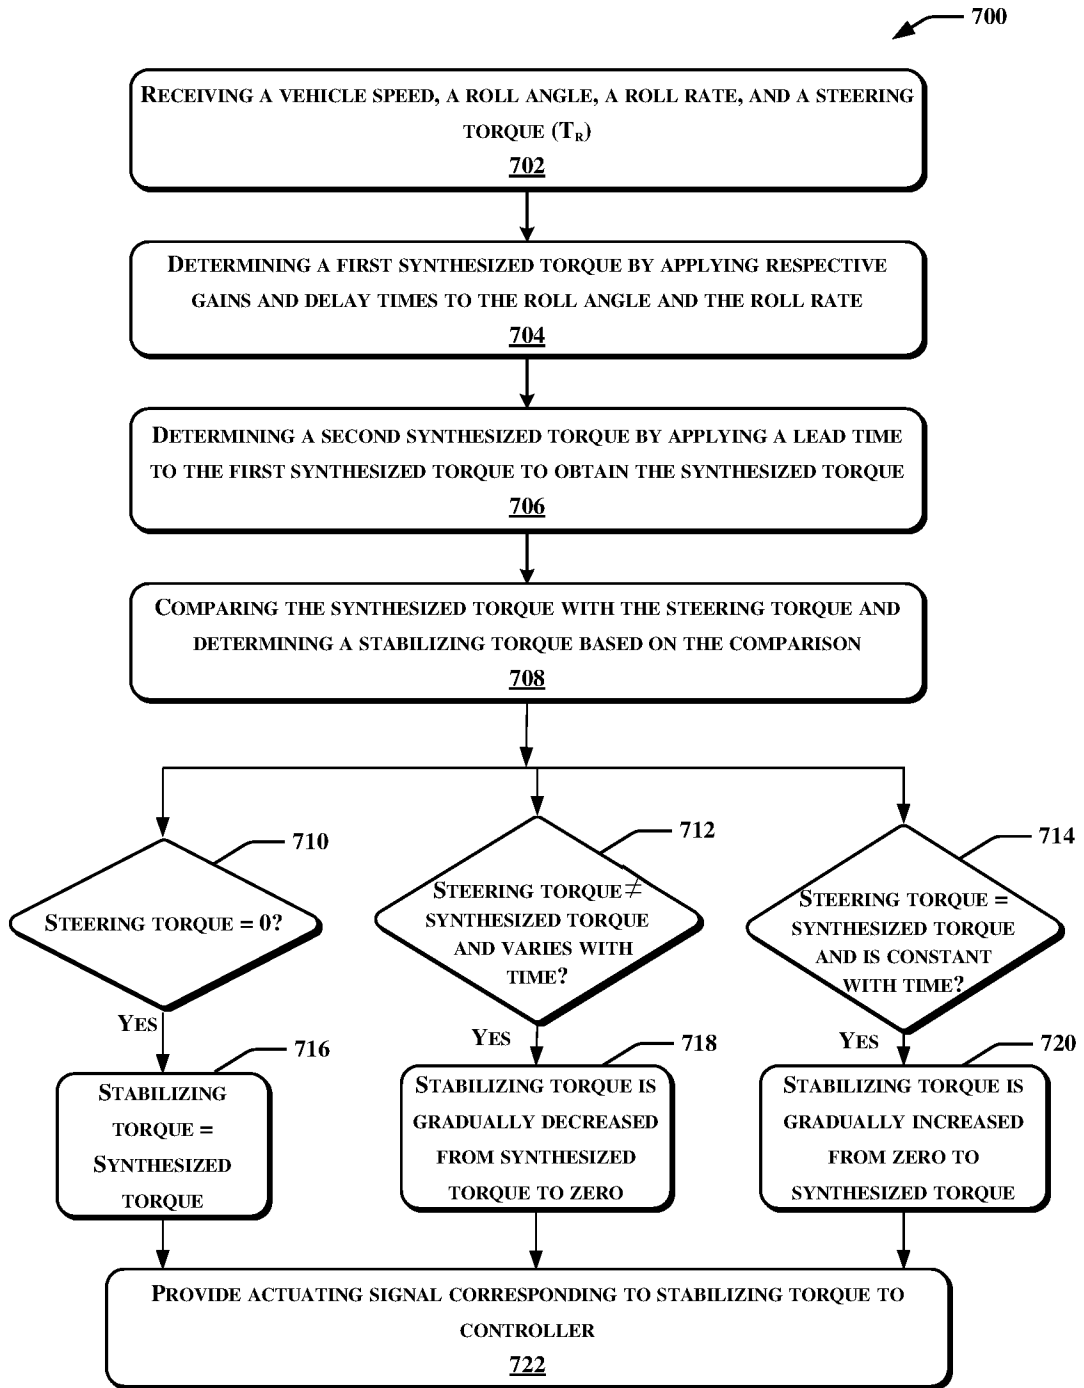 700
RECEIVING A VEHICLE SPEED, A ROLL ANGLE, A ROLL RATE, AND A STEERING
TORQUE (TR)
702
DETERMINING A FIRST SYNTHESIZED TORQUE BY APPLYING RESPECTIVE
GAINS AND DELAY TIMES TO THE ROLL ANGLE AND THE ROLL RATE
704
DETERMINING A SECOND SYNTHESIZED TORQUE BY APPLYING A LEAD TIME
TO THE FIRST SYNTHESIZED TORQUE TO OBTAIN THE SYNTHESIZED TORQUE
706
COMPARING THE SYNTHESIZED TORQUE WITH THE STEERING TORQUE AND
DETERMINING A STABILIZING TORQUE BASED ON THE COMPARISON
708
710
STEERING TORQUE = 0?
YES
712
STEERING TORQUE ≠
SYNTHESIZED TORQUE
AND VARIES WITH
TIME?
YES
714
STEERING TORQUE =
SYNTHESIZED TORQUE
AND IS CONSTANT
WITH TIME?
YES
716
STABILIZING
TORQUE =
SYNTHESIZED
TORQUE
718
STABILIZING TORQUE IS
GRADUALLY DECREASED
FROM SYNTHESIZED
TORQUE TO ZERO
720
STABILIZING TORQUE IS
GRADUALLY INCREASED
FROM ZERO TO
SYNTHESIZED TORQUE
PROVIDE ACTUATING SIGNAL CORRESPONDING TO STABILIZING TORQUE TO
CONTROLLER
722